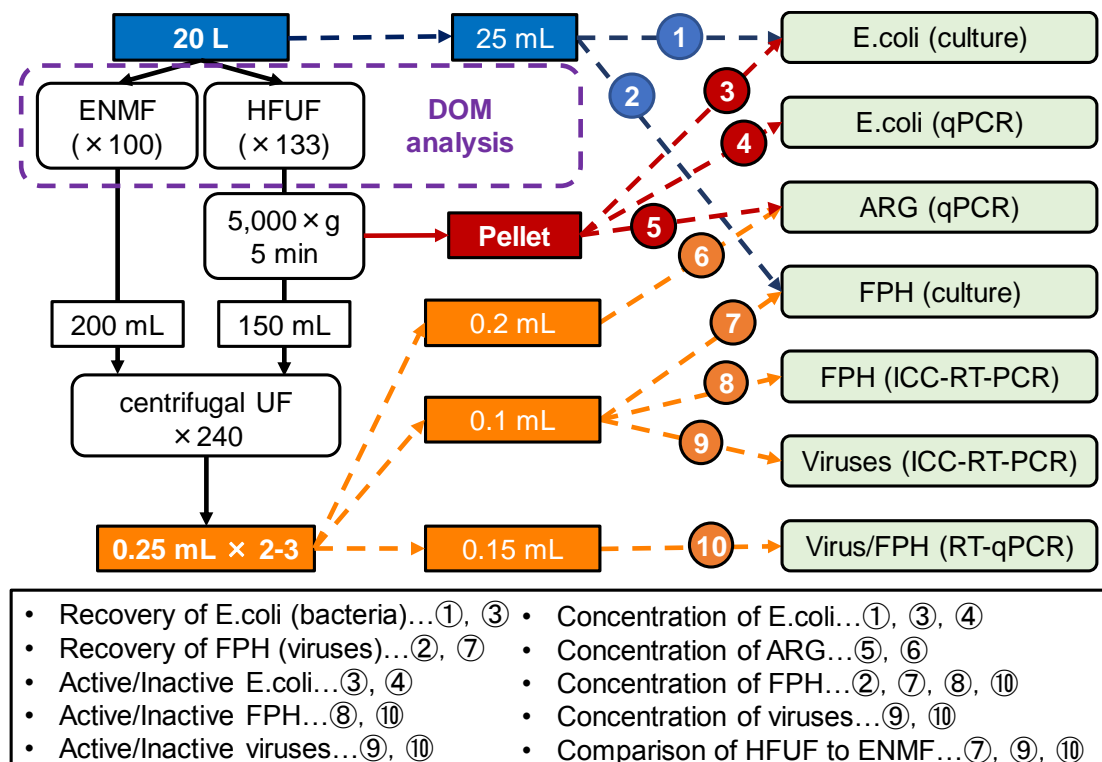 20 L
25 mL
1
E.coli (culture)
2
ENMF
(×100)
HFUF
(×133)
DOM
analysis
3
E.coli (qPCR)
4
5,000×g
5 min
Pellet
5
ARG (qPCR)
6
200 mL
150 mL
0.2 mL
FPH (culture)
7
centrifugal UF
×240
0.1 mL
8
FPH (ICC-RT-PCR)
9
Viruses (ICC-RT-PCR)
0.25 mL × 2-3
0.15 mL
10
Virus/FPH (RT-qPCR)
• Recovery of E.coli (bacteria)…①, ③
• Recovery of FPH (viruses)…②, ⑦
• Active/Inactive E.coli…③, ④
• Active/Inactive FPH…⑧, ⑩
• Active/Inactive viruses…⑨, ⑩
• Concentration of E.coli…①, ③, ④
• Concentration of ARG…⑤, ⑥
• Concentration of FPH…②, ⑦, ⑧, ⑩
• Concentration of viruses…⑨, ⑩
• Comparison of HFUF to ENMF…⑦, ⑨, ⑩